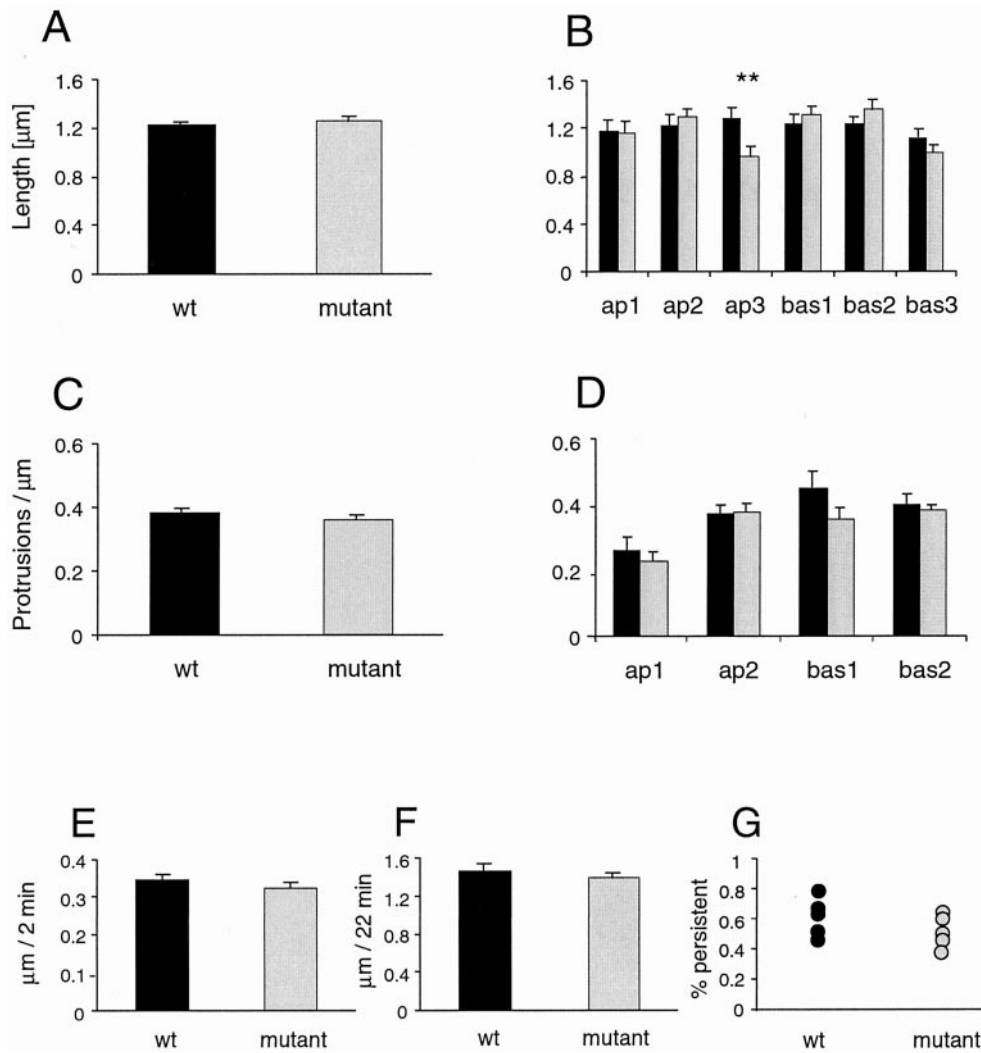 A
B
Length [µm]
1.6
1.2
0.8
0.4
0
wt
mutant
1.6
1.2
0.8
0.4
0
**
ap1
ap2
ap3
bas1
bas2
bas3
C
D
Protrusions / µm
0.6
0.4
0.2
0
wt
mutant
0.6
0.4
0.2
0
ap1
ap2
bas1
bas2
E
F
G
µm / 2 min
0.4
0.3
0.2
0.1
0
wt
mutant
µm / 22 min
1.6
1.2
0.8
0.4
0
wt
mutant
% persistent
1
0.8
0.6
0.4
0.2
0
wt
mutant